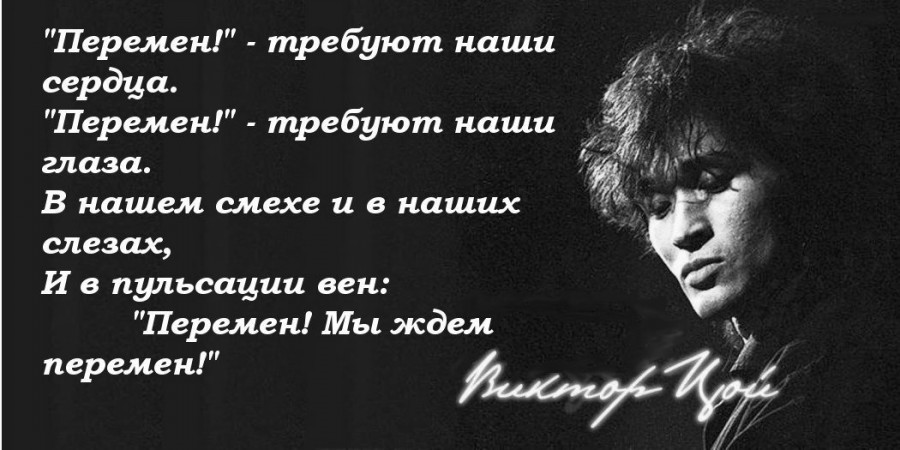 "Перемен!" - требуют наши
сердца.
"Перемен!" - требуют наши
глаза.
В нашем смехе и в наших
слезах,
И в пульсации вен:
"Перемен! Мы ждем
перемен!"
Виктор Цой